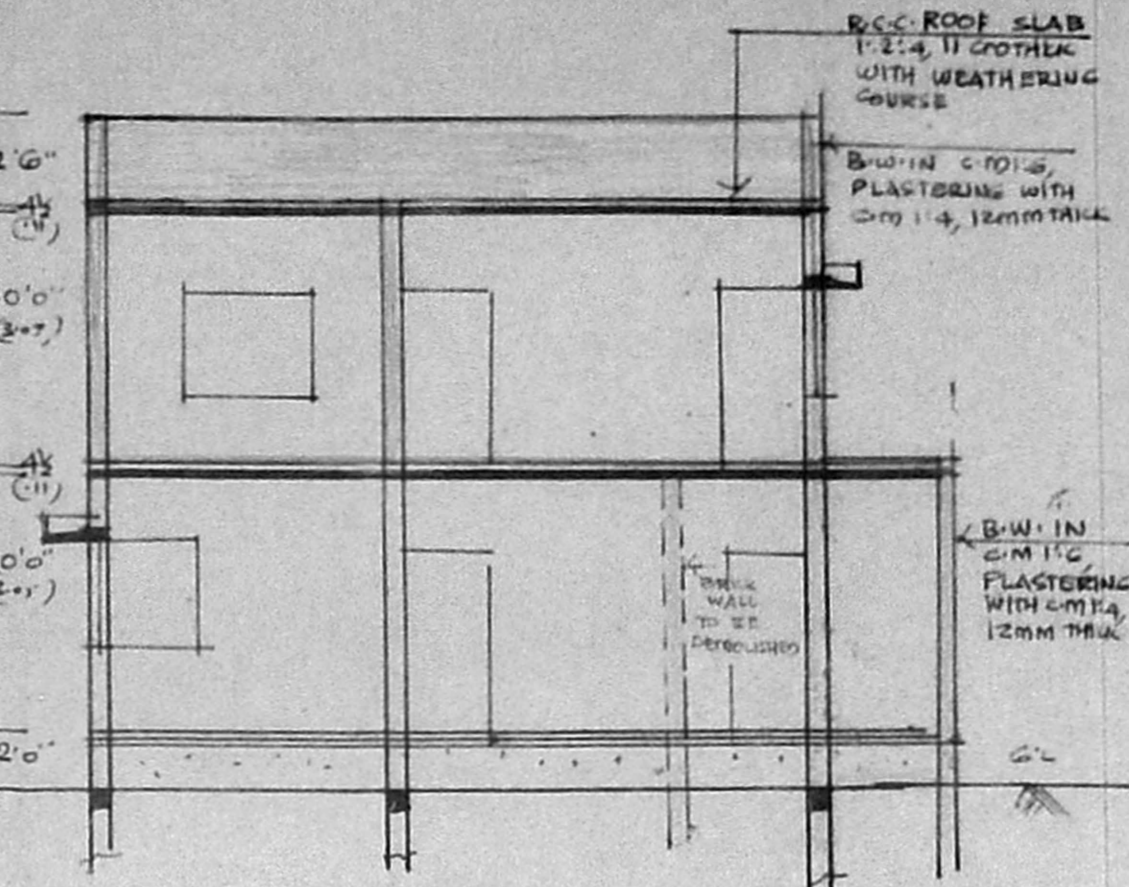 R.C.C. ROOF SLAB
1:2:4, 11 CM THICK
WITH WEATHERING
COURSE
2'6"
B.W. IN C.M 1:6,
PLASTERING WITH
C.M 1:4, 12MM THICK
4½
(.11)
0'0"
4½
(.11)
0'0"
B.W. IN
C.M 1:6
PLASTERING
WITH C.M 1:4,
12MM THICK
BRICK
WALL
TO BE
DEMOLISHED
2'0"
G.L